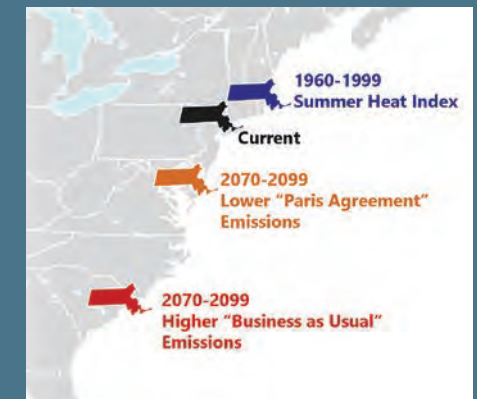 1960-1999
Summer Heat Index
Current
2070-2099
Lower "Paris Agreement"
Emissions
2070-2099
Higher "Business as Usual"
Emissions